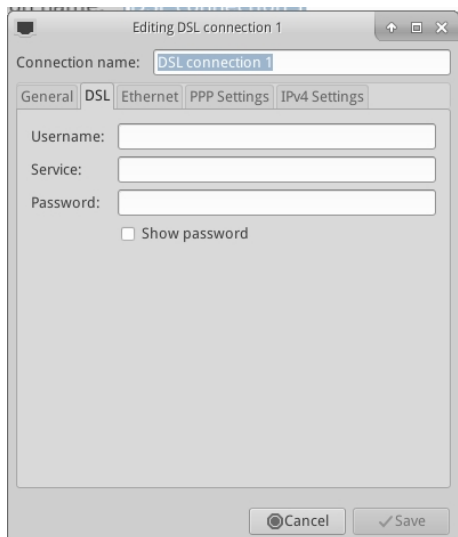 Editing DSL connection 1
Connection name: DSL connection 1
General DSL Ethernet PPP Settings IPv4 Settings
Username:
Service:
Password:
Show password
Cancel Save